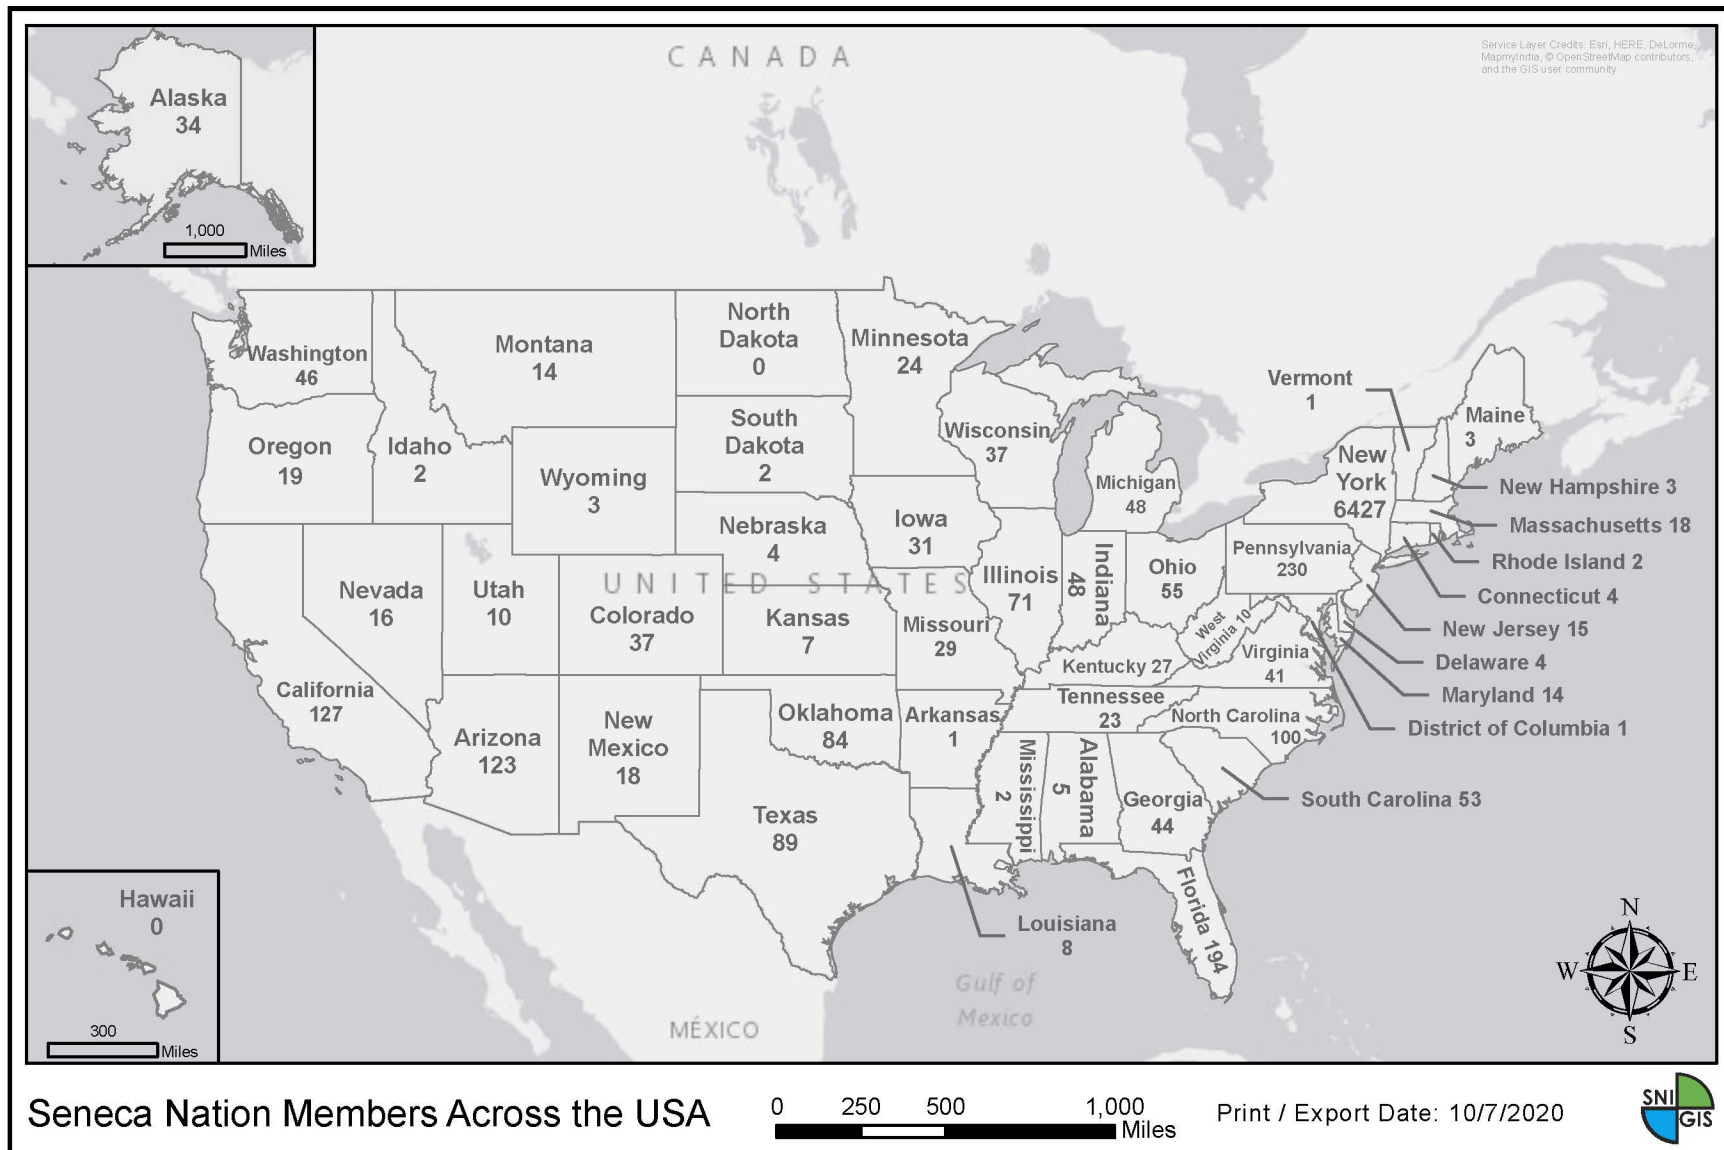 CANADA
Service Layer Credits: Esri, HERE, DeLorme,
MapmyIndia, © OpenStreetMap contributors,
and the GIS user community
Alaska
34
1,000
Miles
Washington
46
Montana
14
North
Dakota
0
Minnesota
24
Vermont
1
Maine
3
Oregon
19
Idaho
2
Wyoming
3
South
Dakota
2
Wisconsin
37
Michigan
48
New
York
6427
New Hampshire 3
Massachusetts 18
Rhode Island 2
Connecticut 4
New Jersey 15
Delaware 4
Maryland 14
District of Columbia 1
Nebraska
4
Iowa
31
Pennsylvania
230
UNITED STATES
Nevada
16
Utah
10
Colorado
37
Kansas
7
Missouri
29
Illinois
71
Indiana
48
Ohio
55
West
Virginia 10
Virginia
41
Kentucky 27
California
127
Arizona
123
New
Mexico
18
Oklahoma
84
Arkansas
1
Tennessee
23
North Carolina
100
South Carolina 53
Texas
89
Mississippi
2
Alabama
5
Georgia
44
Florida 194
Louisiana
8
Hawaii
0
300
Miles
Gulf of
Mexico
MÉXICO
N
W
E
S
Seneca Nation Members Across the USA
0 250 500 1,000
Miles
Print / Export Date: 10/7/2020
SNI
GIS